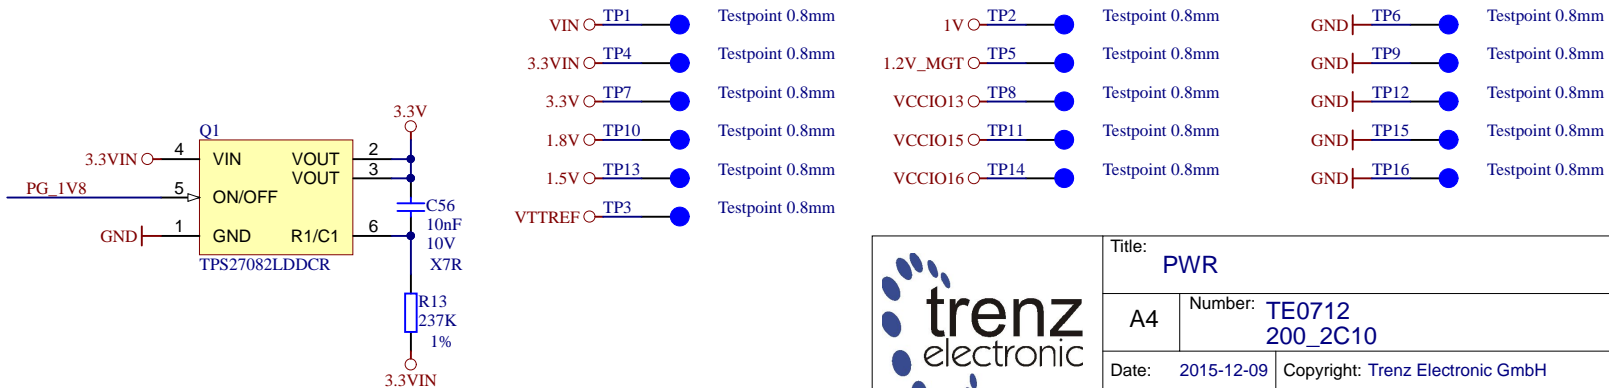 VIN TP1 Testpoint 0.8mm
3.3VIN TP4 Testpoint 0.8mm
3.3V TP7 Testpoint 0.8mm
1.8V TP10 Testpoint 0.8mm
1.5V TP13 Testpoint 0.8mm
VTTREF TP3 Testpoint 0.8mm
1V TP2 Testpoint 0.8mm
1.2V_MGT TP5 Testpoint 0.8mm
VCCIO13 TP8 Testpoint 0.8mm
VCCIO15 TP11 Testpoint 0.8mm
VCCIO16 TP14 Testpoint 0.8mm
GND TP6 Testpoint 0.8mm
GND TP9 Testpoint 0.8mm
GND TP12 Testpoint 0.8mm
GND TP15 Testpoint 0.8mm
GND TP16 Testpoint 0.8mm
3.3V
Q1
3.3VIN 4 VIN VOUT 2
VOUT 3
PG_1V8 5 ON/OFF
GND 1 GND R1/C1 6
TPS27082LDDCR
C56
10nF
10V
X7R
R13
237K
1%
3.3VIN
trenz
electronic
Title:
PWR
A4
Number: TE0712
200_2C10
Date: 2015-12-09
Copyright: Trenz Electronic GmbH